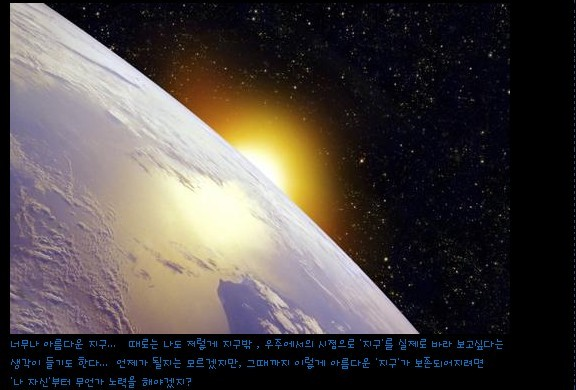 너무나 아름다운 지구... 때로는 나도 저렇게 지구밖 , 우주에서의 시점으로 '지구'를 실제로 바라 보고싶다는
생각이 들기도 한다... 언제가 될지는 모르겠지만, 그때까지 이렇게 아름다운 '지구'가 보존되어지려면
'나 자신'부터 무언가 노력을 해야겠지?